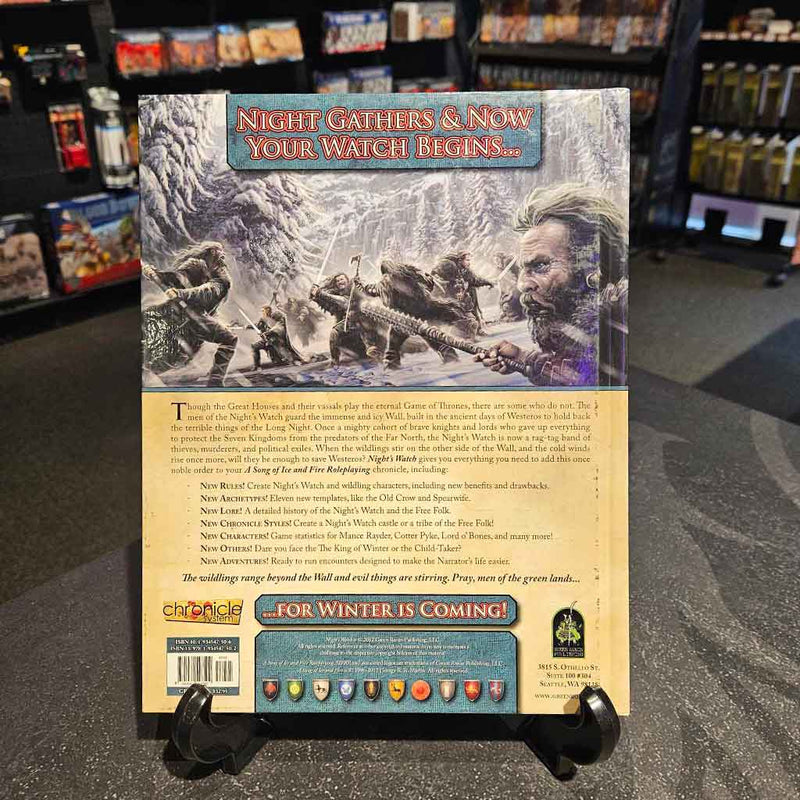 NIGHT GATHERS & NOW
YOUR WATCH BEGINS...
Though the Great Houses and their vassals play the eternal Game of Thrones, there are some who do not. The
men of the Night's Watch guard the immense and icy Wall, built in the ancient days of Westeros to hold back
the terrible things of the Long Night. Once a mighty cohort of brave knights and lords who gave up everything
to protect the Seven Kingdoms from the predators of the Far North, the Night's Watch is now a rag-tag band of
thieves, murderers, and political exiles. When the wildlings stir on the other side of the Wall, and the cold winds
rise once more, will they be enough to save Westeros? Night's Watch gives you everything you need to add this once
noble order to your A Song of Ice and Fire Roleplaying chronicle, including:
· NEW RULES! Create Night's Watch and wildling characters, including new benefits and drawbacks.
· NEW ARCHETYPES! Eleven new templates, like the Old Crow and Spearwife.
· NEW LORE! A detailed history of the Night's Watch and the Free Folk.
· NEW CHRONICLE STYLES! Create a Night's Watch castle or a tribe of the Free Folk!
· NEW CHARACTERS! Game statistics for Mance Rayder, Cotter Pyke, Lord o' Bones, and many more!
· NEW OTHERS! Dare you face the The King of Winter or the Child-Taker?
· NEW ADVENTURES! Ready to run encounters designed to make the Narrator's life easier.
The wildlings range beyond the Wall and evil things are stirring. Pray, men of the green lands...
chronicle
system
...FOR WINTER IS COMING!
GREEN RONIN
PUBLISHING
3815 S. OTHELLO ST.
SUITE 100 #304
SEATTLE, WA